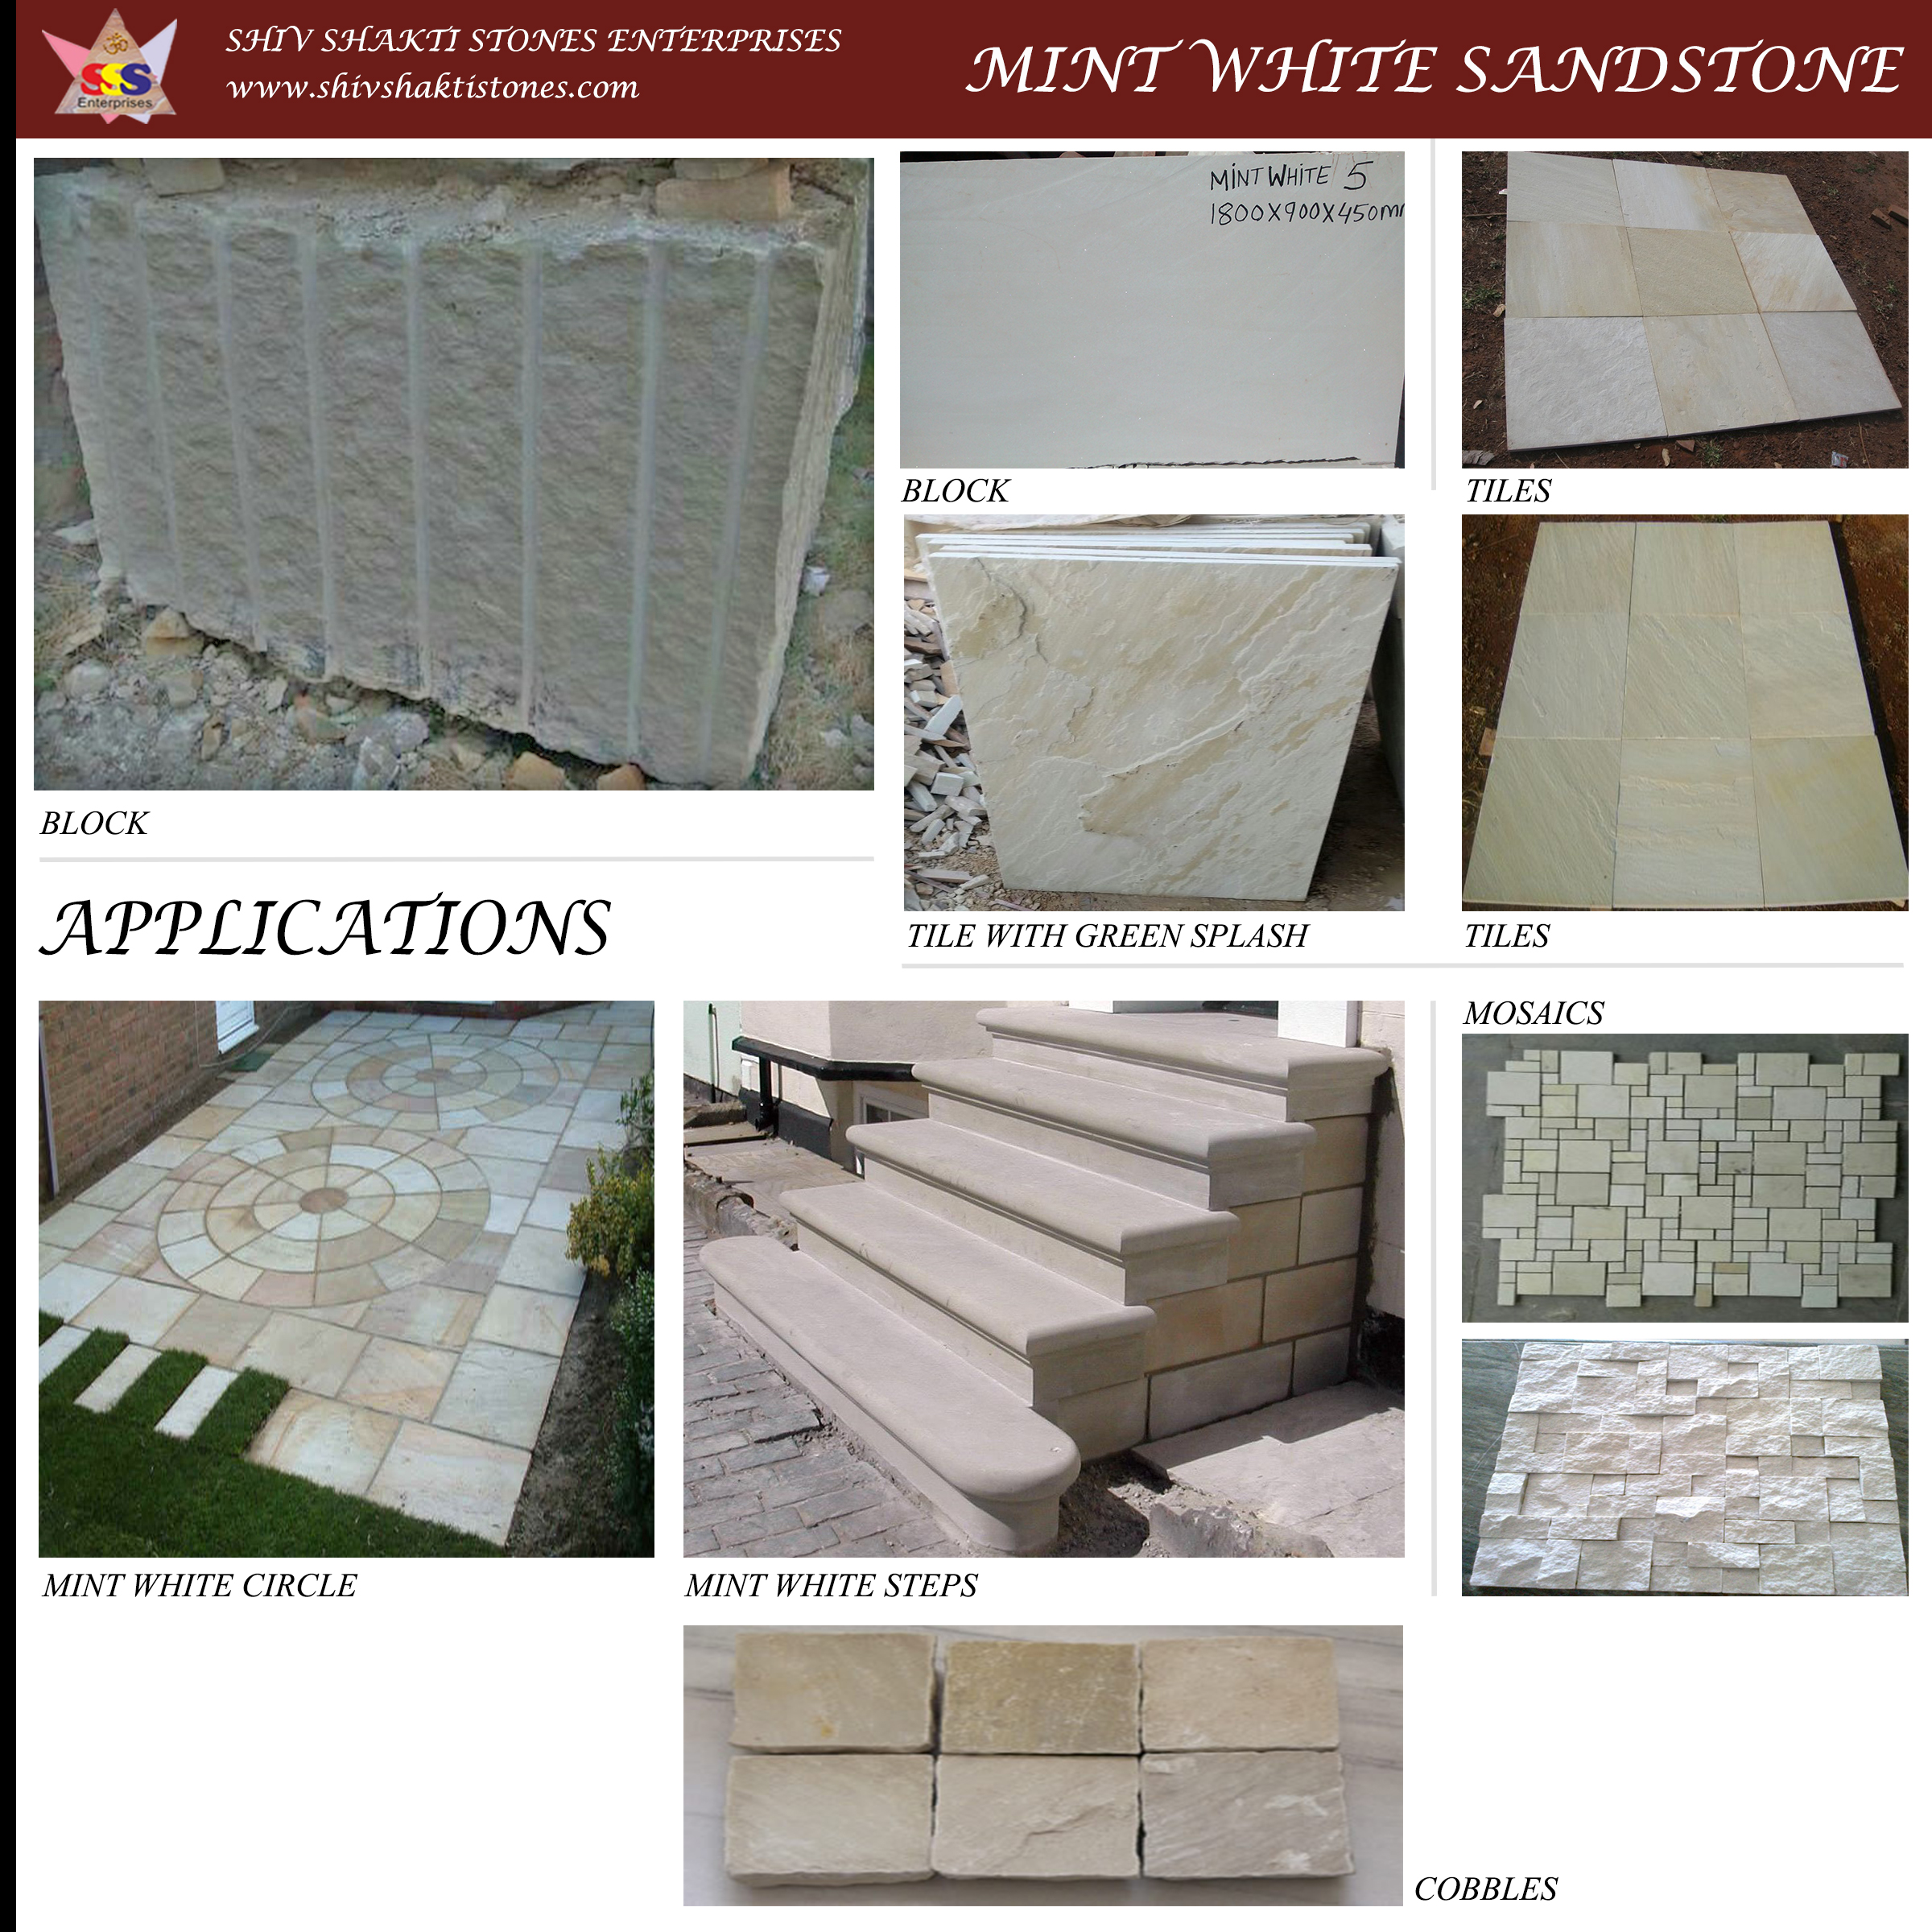 SSS
Enterprises
SHIV SHAKTI STONES ENTERPRISES
www.shivshaktistones.com
MINT WHITE SANDSTONE
MINT WHITE 5
1800X900X450m
BLOCK
TILES
BLOCK
TILE WITH GREEN SPLASH
TILES
APPLICATIONS
MOSAICS
MINT WHITE CIRCLE
MINT WHITE STEPS
COBBLES